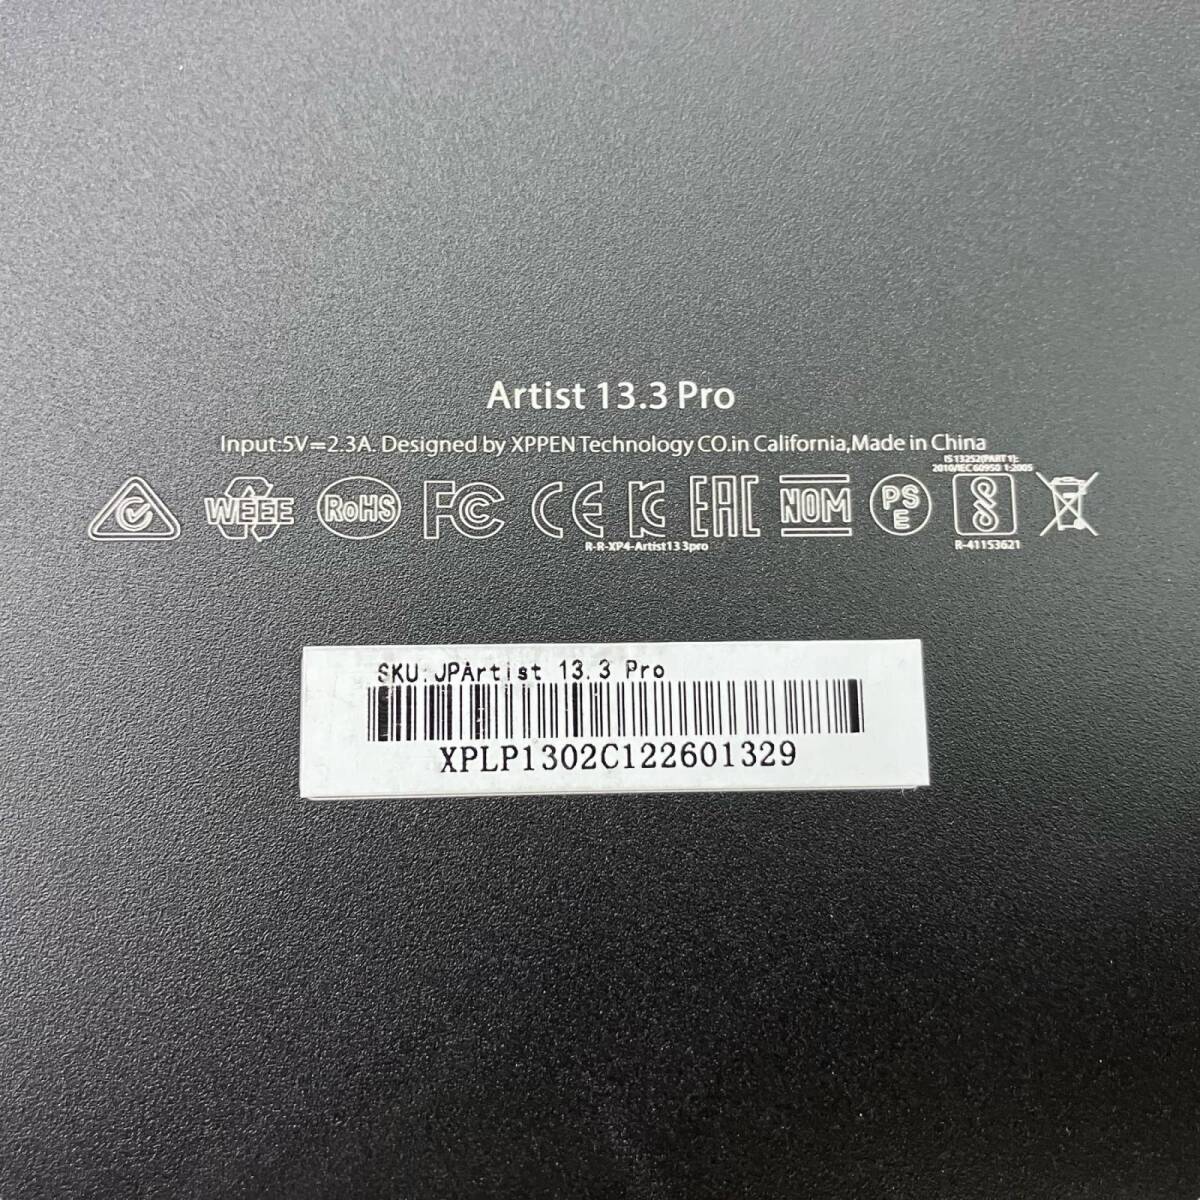 Artist 13.3 Pro
Input:5V⎓2.3A. Designed by XPPEN Technology CO.in California,Made in China
IS 13252(PART 1):
2010/IEC 60950 1:2005
WEEE RoHS FC CE KC EAC NOM PSE
R-R-XP4-Artist13 3pro
R-41153621
SKU:JPArtist 13.3 Pro
XPLP1302C122601329